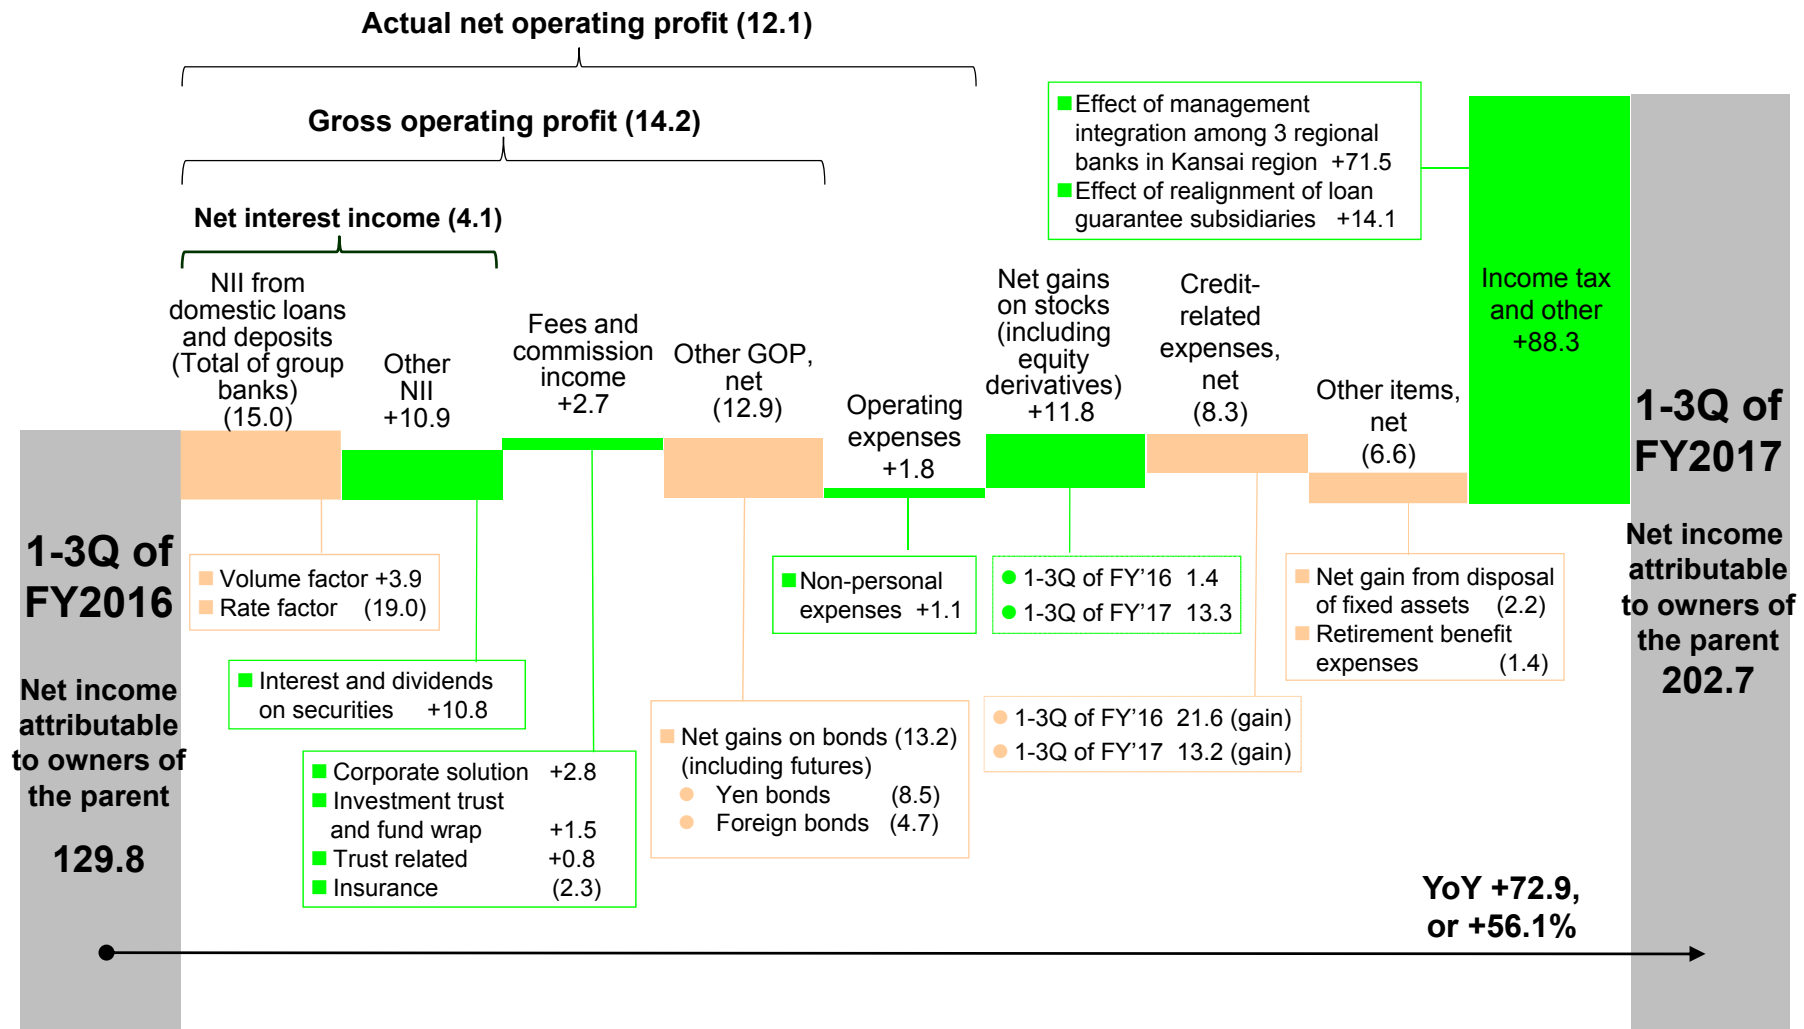 Actual net operating profit (12.1)
Gross operating profit (14.2)
Net interest income (4.1)
NII from
domestic loans
and deposits
(Total of group
banks)
(15.0)
Other
NII
+10.9
Fees and
commission
income
+2.7
Other GOP,
net
(12.9)
Operating
expenses
+1.8
Net gains
on stocks
(including
equity
derivatives)
+11.8
Credit-
related
expenses,
net
(8.3)
Other items,
net
(6.6)
Effect of management
integration among 3 regional
banks in Kansai region +71.5
Effect of realignment of loan
guarantee subsidiaries +14.1
Income tax
and other
+88.3
1-3Q of
FY2016
Net income
attributable
to owners of
the parent
129.8
Volume factor +3.9
Rate factor (19.0)
Interest and dividends
on securities +10.8
Corporate solution +2.8
Investment trust
and fund wrap +1.5
Trust related +0.8
Insurance (2.3)
Net gains on bonds (13.2)
(including futures)
Yen bonds (8.5)
Foreign bonds (4.7)
Non-personal
expenses +1.1
1-3Q of FY'16 1.4
1-3Q of FY'17 13.3
1-3Q of FY'16 21.6 (gain)
1-3Q of FY'17 13.2 (gain)
Net gain from disposal
of fixed assets (2.2)
Retirement benefit
expenses (1.4)
1-3Q of
FY2017
Net income
attributable
to owners of
the parent
202.7
YoY +72.9,
or +56.1%